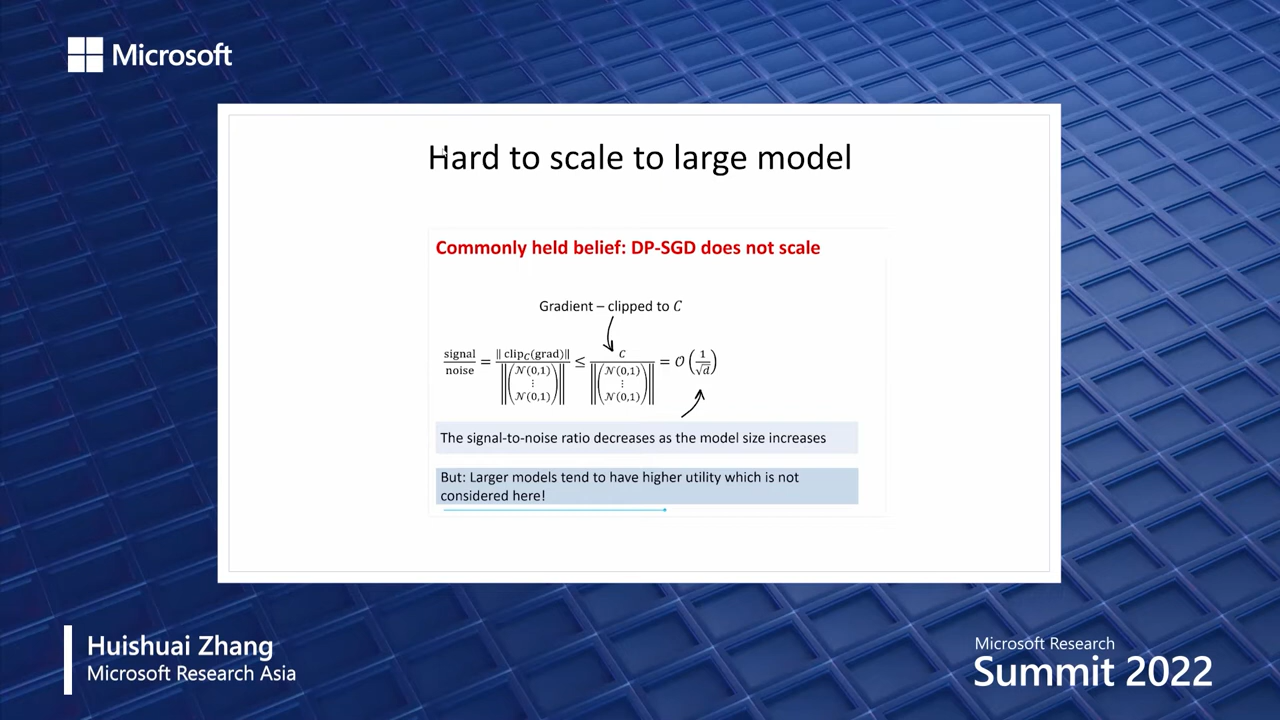 Microsoft
Hard to scale to large model
Commonly held belief: DP-SGD does not scale
Gradient – clipped to C
signal/noise = ‖ clip_C(grad)‖ / ‖(𝒩(0,1) ⋮ 𝒩(0,1))‖ ≤ C / ‖(𝒩(0,1) ⋮ 𝒩(0,1))‖ = 𝒪(1/√d)
The signal-to-noise ratio decreases as the model size increases
But: Larger models tend to have higher utility which is not
considered here!
Huishuai Zhang
Microsoft Research Asia
Microsoft Research
Summit 2022